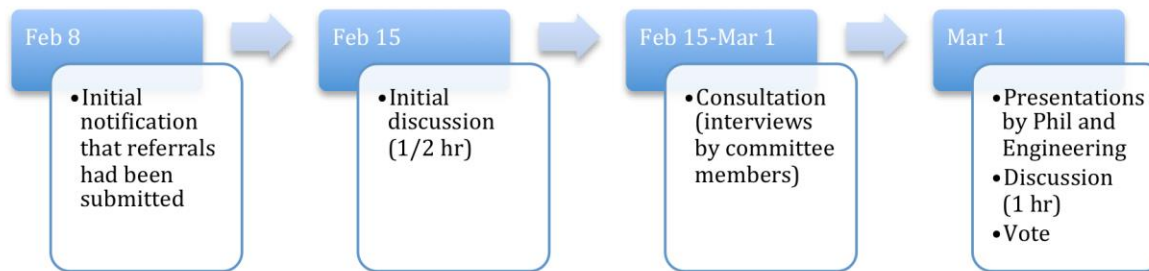 Feb 8
•Initial
notification
that referrals
had been
submitted
Feb 15
•Initial
discussion
(1/2 hr)
Feb 15-Mar 1
•Consultation
(interviews
by committee
members)
Mar 1
•Presentations
by Phil and
Engineering
•Discussion
(1 hr)
•Vote